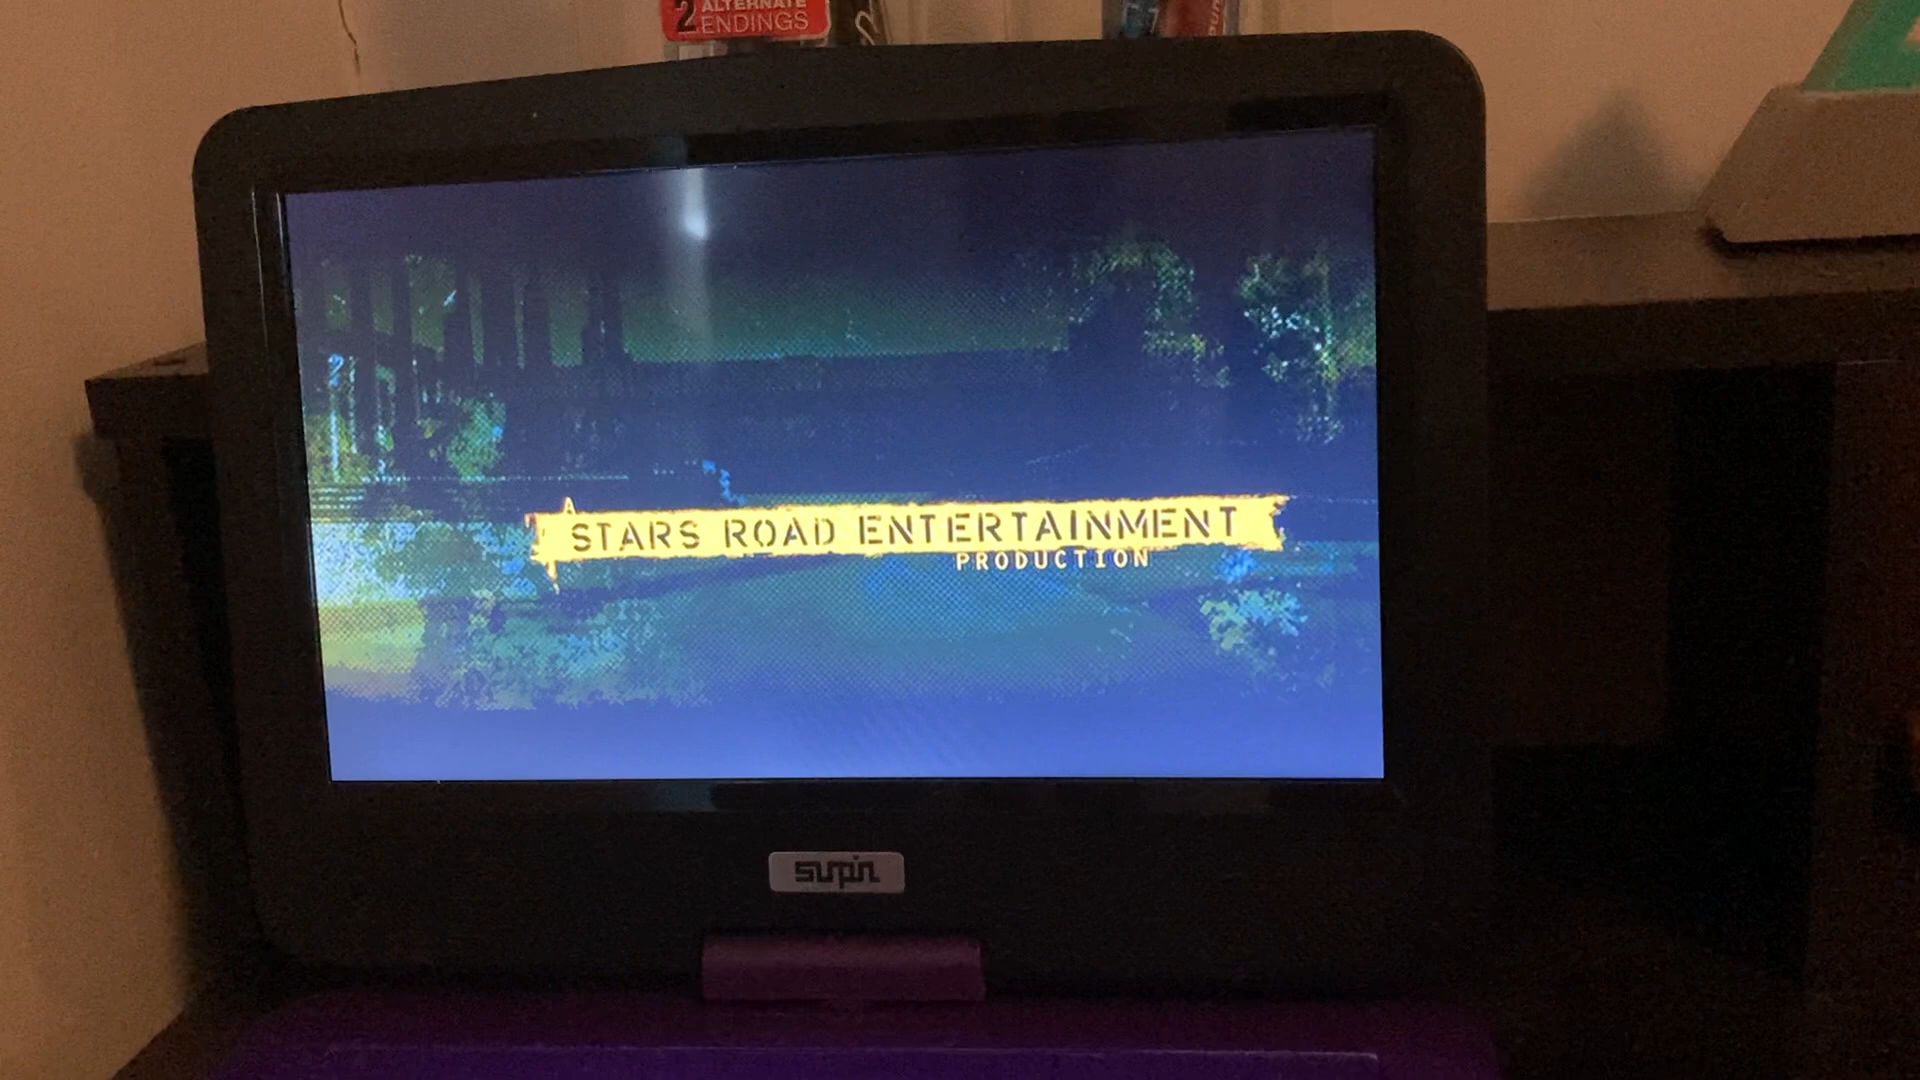 2 ALTERNATE
ENDINGS
A
STARS ROAD ENTERTAINMENT
PRODUCTION
supin